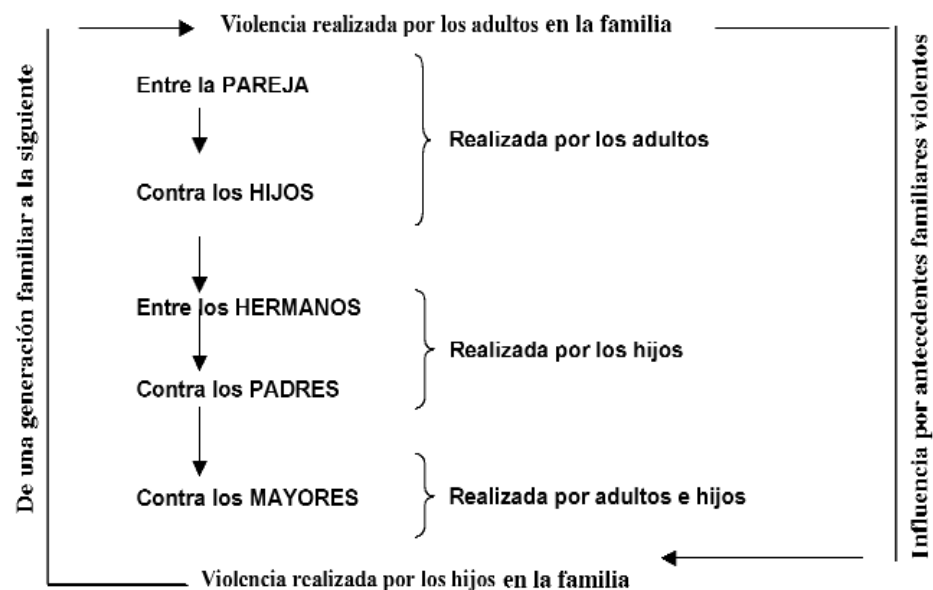 Violencia realizada por los adultos en la familia
De una generación familiar a la siguiente
Entre la PAREJA
Realizada por los adultos
Contra los HIJOS
Entre los HERMANOS
Realizada por los hijos
Contra los PADRES
Contra los MAYORES
Realizada por adultos e hijos
Influencia por antecedentes familiares violentos
Violencia realizada por los hijos en la familia